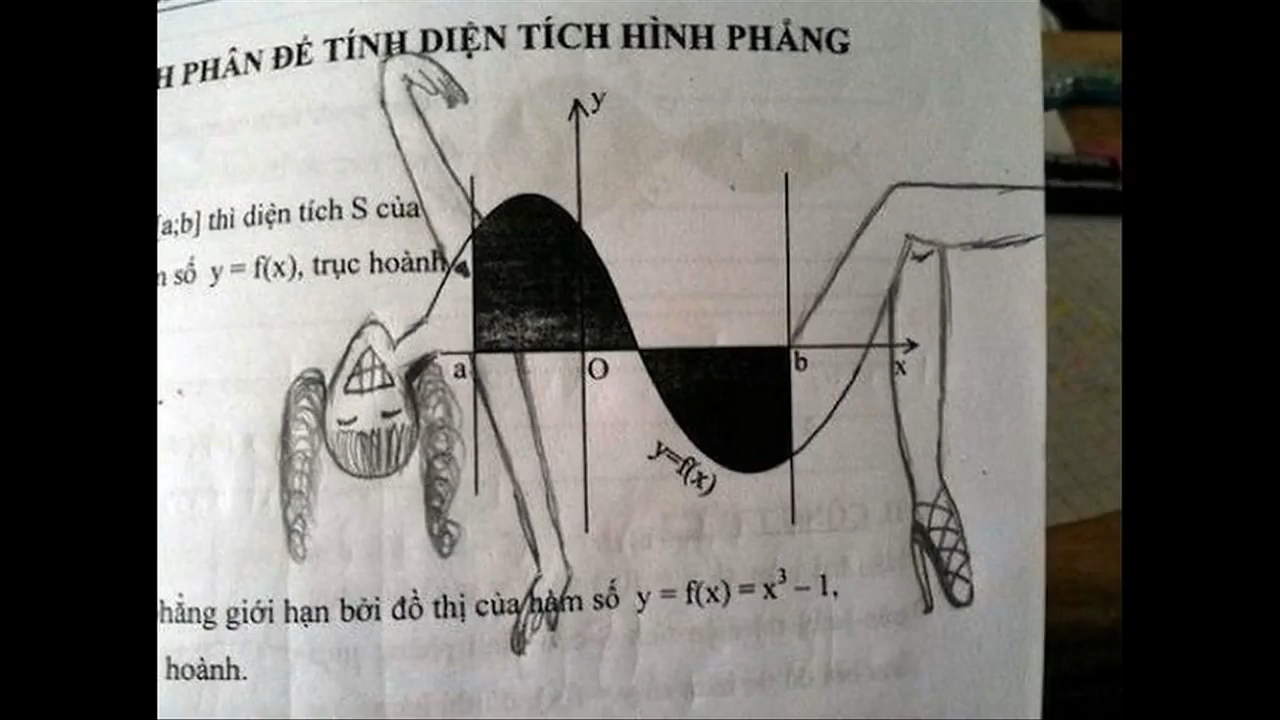 H PHÂN ĐỂ TÍNH DIỆN TÍCH HÌNH PHẲNG
y
[a;b] thì diện tích S của
số y = f(x), trục hoành
a
O
b
x
y=f(x)
hẳng giới hạn bởi đồ thị của hàm số y = f(x) = x³ − 1,
hoành.